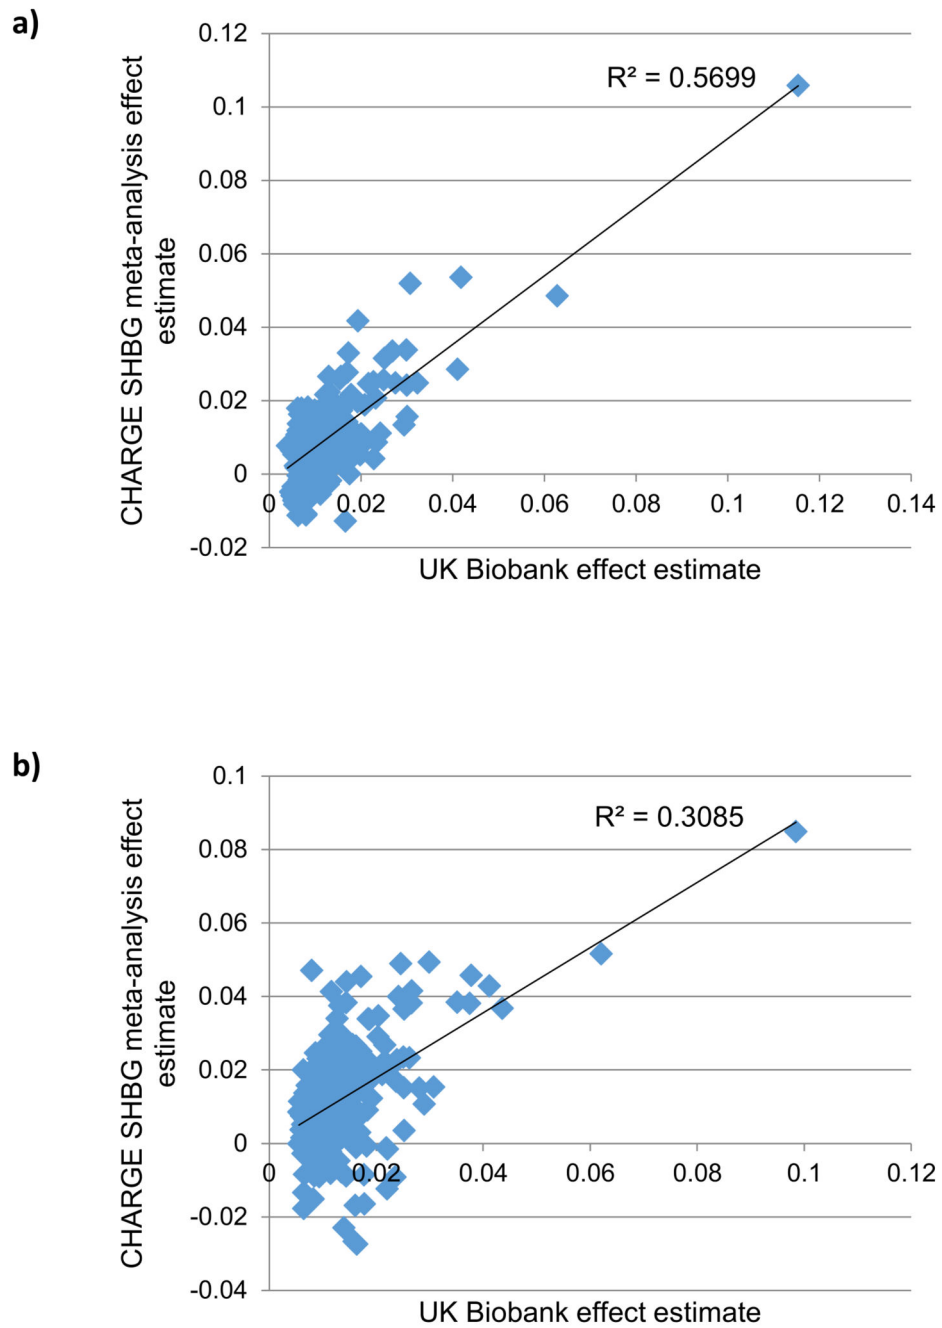 a)
0.12
0.1
0.08
0.06
0.04
0.02
0
-0.02
CHARGE SHBG meta-analysis effect
estimate
R² = 0.5699
0 0.02 0.04 0.06 0.08 0.1 0.12 0.14
UK Biobank effect estimate
b)
0.1
0.08
0.06
0.04
0.02
0
-0.02
-0.04
CHARGE SHBG meta-analysis effect
estimate
R² = 0.3085
0 0.02 0.04 0.06 0.08 0.1 0.12
UK Biobank effect estimate